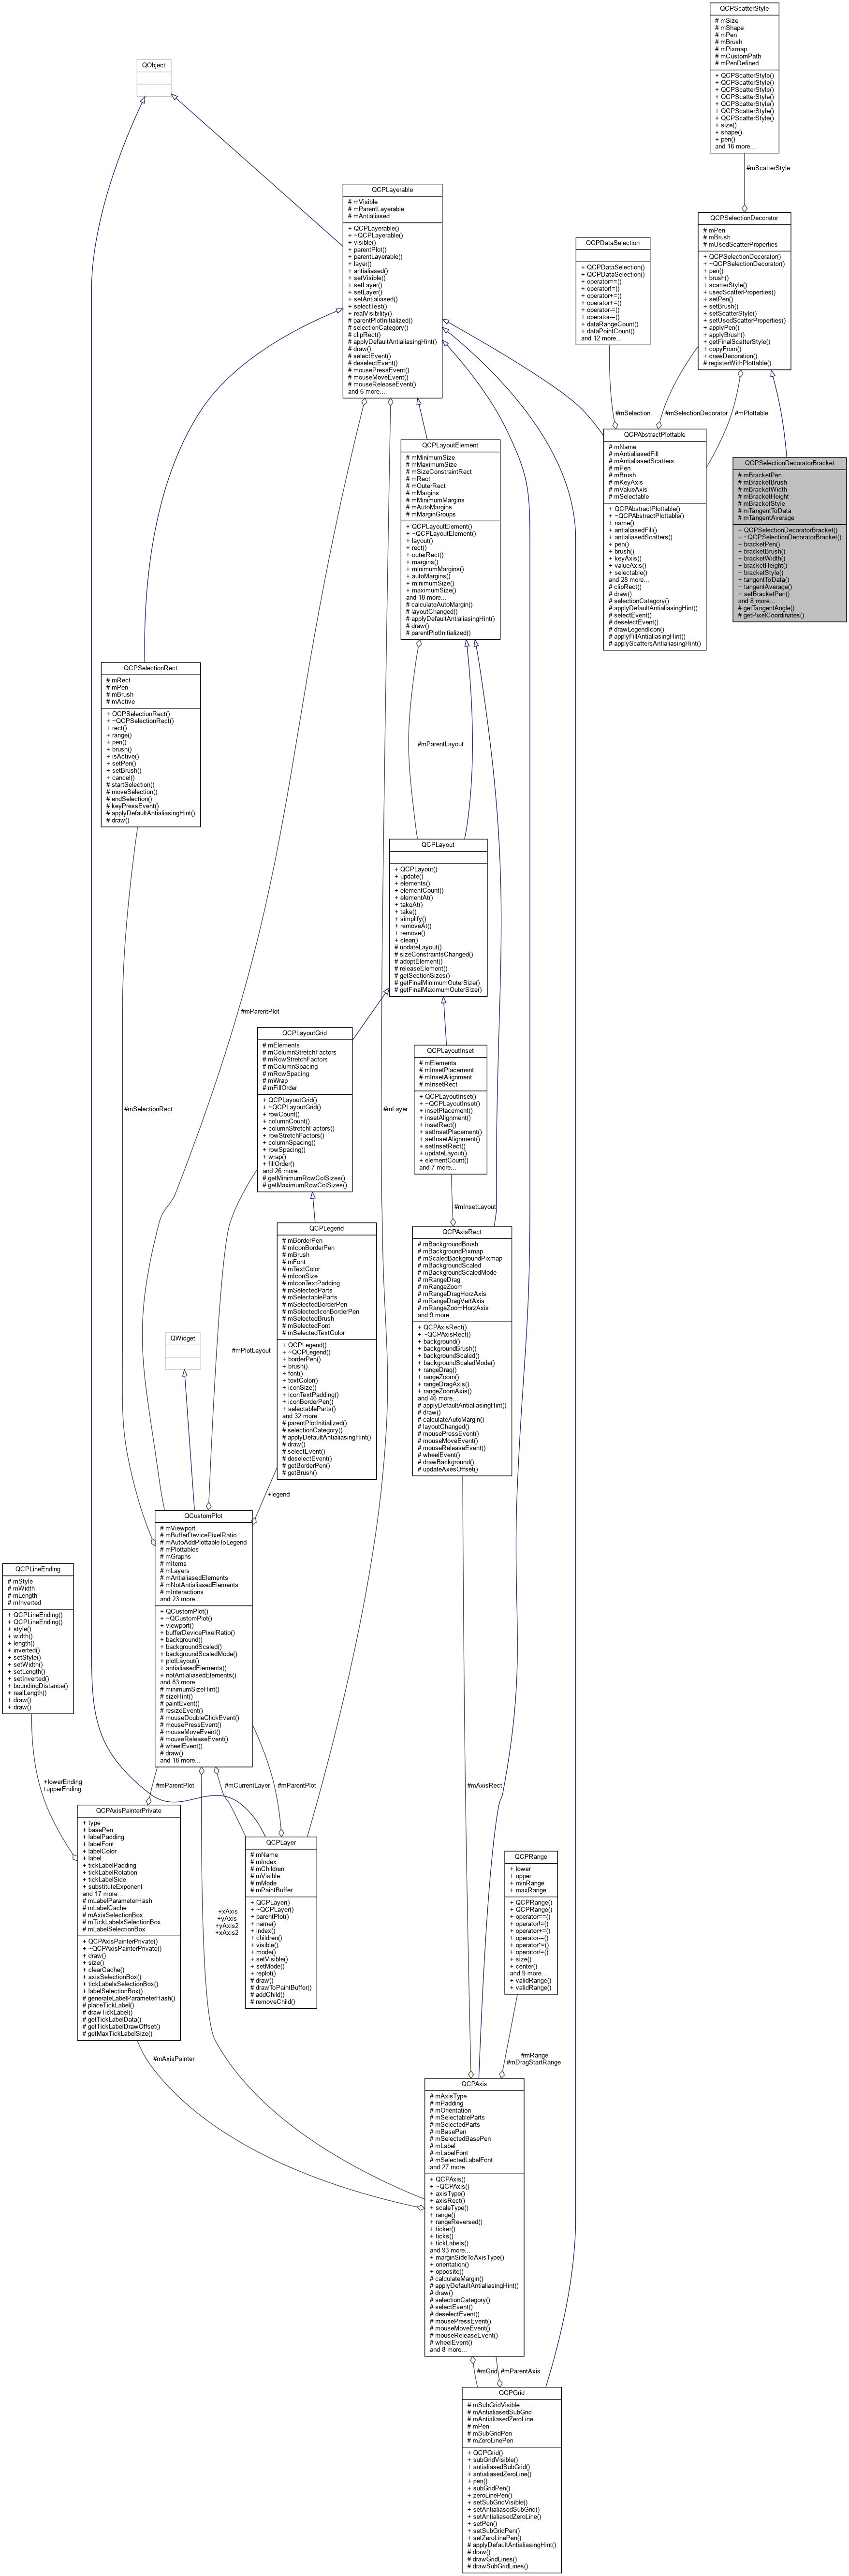 QCPScatterStyle
# mSize
# mShape
# mPen
# mBrush
# mPixmap
# mCustomPath
# mPenDefined
+ QCPScatterStyle()
+ QCPScatterStyle()
+ QCPScatterStyle()
+ QCPScatterStyle()
+ QCPScatterStyle()
+ QCPScatterStyle()
+ QCPScatterStyle()
+ size()
+ shape()
+ pen()
and 16 more...
#mScatterStyle
QObject
QCPLayerable
# mVisible
# mParentLayerable
# mAntialiased
+ QCPLayerable()
+ ~QCPLayerable()
+ visible()
+ parentPlot()
+ parentLayerable()
+ layer()
+ antialiased()
+ setVisible()
+ setLayer()
+ setLayer()
+ setAntialiased()
+ selectTest()
+ realVisibility()
# parentPlotInitialized()
# selectionCategory()
# clipRect()
# applyDefaultAntialiasingHint()
# draw()
# selectEvent()
# deselectEvent()
# mousePressEvent()
# mouseMoveEvent()
# mouseReleaseEvent()
and 6 more...
QCPDataSelection
+ QCPDataSelection()
+ QCPDataSelection()
+ operator==()
+ operator!=()
+ operator+=()
+ operator+=()
+ operator-=()
+ operator-=()
+ dataRangeCount()
+ dataPointCount()
and 12 more...
QCPSelectionDecorator
# mPen
# mBrush
# mUsedScatterProperties
+ QCPSelectionDecorator()
+ ~QCPSelectionDecorator()
+ pen()
+ brush()
+ scatterStyle()
+ usedScatterProperties()
+ setPen()
+ setBrush()
+ setScatterStyle()
+ setUsedScatterProperties()
+ applyPen()
+ applyBrush()
+ getFinalScatterStyle()
+ copyFrom()
+ drawDecoration()
# registerWithPlottable()
#mSelection
#mSelectionDecorator
#mPlottable
QCPLayoutElement
# mMinimumSize
# mMaximumSize
# mSizeConstraintRect
# mRect
# mOuterRect
# mMargins
# mMinimumMargins
# mAutoMargins
# mMarginGroups
+ QCPLayoutElement()
+ ~QCPLayoutElement()
+ layout()
+ rect()
+ outerRect()
+ margins()
+ minimumMargins()
+ autoMargins()
+ minimumSize()
+ maximumSize()
and 18 more...
# calculateAutoMargin()
# layoutChanged()
# applyDefaultAntialiasingHint()
# draw()
# parentPlotInitialized()
QCPAbstractPlottable
# mName
# mAntialiasedFill
# mAntialiasedScatters
# mPen
# mBrush
# mKeyAxis
# mValueAxis
# mSelectable
+ QCPAbstractPlottable()
+ ~QCPAbstractPlottable()
+ name()
+ antialiasedFill()
+ antialiasedScatters()
+ pen()
+ brush()
+ keyAxis()
+ valueAxis()
+ selectable()
and 28 more...
# clipRect()
# draw()
# selectionCategory()
# applyDefaultAntialiasingHint()
# selectEvent()
# deselectEvent()
# drawLegendIcon()
# applyFillAntialiasingHint()
# applyScattersAntialiasingHint()
QCPSelectionDecoratorBracket
# mBracketPen
# mBracketBrush
# mBracketWidth
# mBracketHeight
# mBracketStyle
# mTangentToData
# mTangentAverage
+ QCPSelectionDecoratorBracket()
+ ~QCPSelectionDecoratorBracket()
+ bracketPen()
+ bracketBrush()
+ bracketWidth()
+ bracketHeight()
+ bracketStyle()
+ tangentToData()
+ tangentAverage()
+ setBracketPen()
and 8 more...
# getTangentAngle()
# getPixelCoordinates()
QCPSelectionRect
# mRect
# mPen
# mBrush
# mActive
+ QCPSelectionRect()
+ ~QCPSelectionRect()
+ rect()
+ range()
+ pen()
+ brush()
+ isActive()
+ setPen()
+ setBrush()
+ cancel()
# startSelection()
# moveSelection()
# endSelection()
# keyPressEvent()
# applyDefaultAntialiasingHint()
# draw()
#mParentLayout
QCPLayout
+ QCPLayout()
+ update()
+ elements()
+ elementCount()
+ elementAt()
+ takeAt()
+ take()
+ simplify()
+ removeAt()
+ remove()
+ clear()
# updateLayout()
# sizeConstraintsChanged()
# adoptElement()
# releaseElement()
# getSectionSizes()
# getFinalMinimumOuterSize()
# getFinalMaximumOuterSize()
#mParentPlot
QCPLayoutGrid
# mElements
# mColumnStretchFactors
# mRowStretchFactors
# mColumnSpacing
# mRowSpacing
# mWrap
# mFillOrder
+ QCPLayoutGrid()
+ ~QCPLayoutGrid()
+ rowCount()
+ columnCount()
+ columnStretchFactors()
+ rowStretchFactors()
+ columnSpacing()
+ rowSpacing()
+ wrap()
+ fillOrder()
and 26 more...
# getMinimumRowColSizes()
# getMaximumRowColSizes()
QCPLayoutInset
# mElements
# mInsetPlacement
# mInsetAlignment
# mInsetRect
+ QCPLayoutInset()
+ ~QCPLayoutInset()
+ insetPlacement()
+ insetAlignment()
+ insetRect()
+ setInsetPlacement()
+ setInsetAlignment()
+ setInsetRect()
+ updateLayout()
+ elementCount()
and 7 more...
#mSelectionRect
#mLayer
#mInsetLayout
QCPLegend
# mBorderPen
# mIconBorderPen
# mBrush
# mFont
# mTextColor
# mIconSize
# mIconTextPadding
# mSelectedParts
# mSelectableParts
# mSelectedBorderPen
# mSelectedIconBorderPen
# mSelectedBrush
# mSelectedFont
# mSelectedTextColor
+ QCPLegend()
+ ~QCPLegend()
+ borderPen()
+ brush()
+ font()
+ textColor()
+ iconSize()
+ iconTextPadding()
+ iconBorderPen()
+ selectableParts()
and 32 more...
# parentPlotInitialized()
# selectionCategory()
# applyDefaultAntialiasingHint()
# draw()
# selectEvent()
# deselectEvent()
# getBorderPen()
# getBrush()
QCPAxisRect
# mBackgroundBrush
# mBackgroundPixmap
# mScaledBackgroundPixmap
# mBackgroundScaled
# mBackgroundScaledMode
# mRangeDrag
# mRangeZoom
# mRangeDragHorzAxis
# mRangeDragVertAxis
# mRangeZoomHorzAxis
and 9 more...
+ QCPAxisRect()
+ ~QCPAxisRect()
+ background()
+ backgroundBrush()
+ backgroundScaled()
+ backgroundScaledMode()
+ rangeDrag()
+ rangeZoom()
+ rangeDragAxis()
+ rangeZoomAxis()
and 46 more...
# applyDefaultAntialiasingHint()
# draw()
# calculateAutoMargin()
# layoutChanged()
# mousePressEvent()
# mouseMoveEvent()
# mouseReleaseEvent()
# wheelEvent()
# drawBackground()
# updateAxesOffset()
QWidget
#mPlotLayout
+legend
QCustomPlot
# mViewport
# mBufferDevicePixelRatio
# mAutoAddPlottableToLegend
# mPlottables
# mGraphs
# mItems
# mLayers
# mAntialiasedElements
# mNotAntialiasedElements
# mInteractions
and 23 more...
+ QCustomPlot()
+ ~QCustomPlot()
+ viewport()
+ bufferDevicePixelRatio()
+ background()
+ backgroundScaled()
+ backgroundScaledMode()
+ plotLayout()
+ antialiasedElements()
+ notAntialiasedElements()
and 83 more...
# minimumSizeHint()
# sizeHint()
# paintEvent()
# resizeEvent()
# mouseDoubleClickEvent()
# mousePressEvent()
# mouseMoveEvent()
# mouseReleaseEvent()
# wheelEvent()
# draw()
and 18 more...
QCPLineEnding
# mStyle
# mWidth
# mLength
# mInverted
+ QCPLineEnding()
+ QCPLineEnding()
+ style()
+ width()
+ length()
+ inverted()
+ setStyle()
+ setWidth()
+ setLength()
+ setInverted()
+ boundingDistance()
+ realLength()
+ draw()
+ draw()
+lowerEnding
+upperEnding
#mParentPlot
#mCurrentLayer
#mParentPlot
#mAxisRect
QCPAxisPainterPrivate
+ type
+ basePen
+ labelPadding
+ labelFont
+ labelColor
+ label
+ tickLabelPadding
+ tickLabelRotation
+ tickLabelSide
+ substituteExponent
and 17 more...
# mLabelParameterHash
# mLabelCache
# mAxisSelectionBox
# mTickLabelsSelectionBox
# mLabelSelectionBox
+ QCPAxisPainterPrivate()
+ ~QCPAxisPainterPrivate()
+ draw()
+ size()
+ clearCache()
+ axisSelectionBox()
+ tickLabelsSelectionBox()
+ labelSelectionBox()
# generateLabelParameterHash()
# placeTickLabel()
# drawTickLabel()
# getTickLabelData()
# getTickLabelDrawOffset()
# getMaxTickLabelSize()
+xAxis
+yAxis
+yAxis2
+xAxis2
QCPLayer
# mName
# mIndex
# mChildren
# mVisible
# mMode
# mPaintBuffer
+ QCPLayer()
+ ~QCPLayer()
+ parentPlot()
+ name()
+ index()
+ children()
+ visible()
+ mode()
+ setVisible()
+ setMode()
+ replot()
# draw()
# drawToPaintBuffer()
# addChild()
# removeChild()
QCPRange
+ lower
+ upper
+ minRange
+ maxRange
+ QCPRange()
+ QCPRange()
+ operator==()
+ operator!=()
+ operator+=()
+ operator-=()
+ operator*=()
+ operator/=()
+ size()
+ center()
and 9 more...
+ validRange()
+ validRange()
#mAxisPainter
#mRange
#mDragStartRange
QCPAxis
# mAxisType
# mPadding
# mOrientation
# mSelectableParts
# mSelectedParts
# mBasePen
# mSelectedBasePen
# mLabel
# mLabelFont
# mSelectedLabelFont
and 27 more...
+ QCPAxis()
+ ~QCPAxis()
+ axisType()
+ axisRect()
+ scaleType()
+ range()
+ rangeReversed()
+ ticker()
+ ticks()
+ tickLabels()
and 93 more...
+ marginSideToAxisType()
+ orientation()
+ opposite()
# calculateMargin()
# applyDefaultAntialiasingHint()
# draw()
# selectionCategory()
# selectEvent()
# deselectEvent()
# mousePressEvent()
# mouseMoveEvent()
# mouseReleaseEvent()
# wheelEvent()
and 8 more...
#mGrid
#mParentAxis
QCPGrid
# mSubGridVisible
# mAntialiasedSubGrid
# mAntialiasedZeroLine
# mPen
# mSubGridPen
# mZeroLinePen
+ QCPGrid()
+ subGridVisible()
+ antialiasedSubGrid()
+ antialiasedZeroLine()
+ pen()
+ subGridPen()
+ zeroLinePen()
+ setSubGridVisible()
+ setAntialiasedSubGrid()
+ setAntialiasedZeroLine()
+ setPen()
+ setSubGridPen()
+ setZeroLinePen()
# applyDefaultAntialiasingHint()
# draw()
# drawGridLines()
# drawSubGridLines()